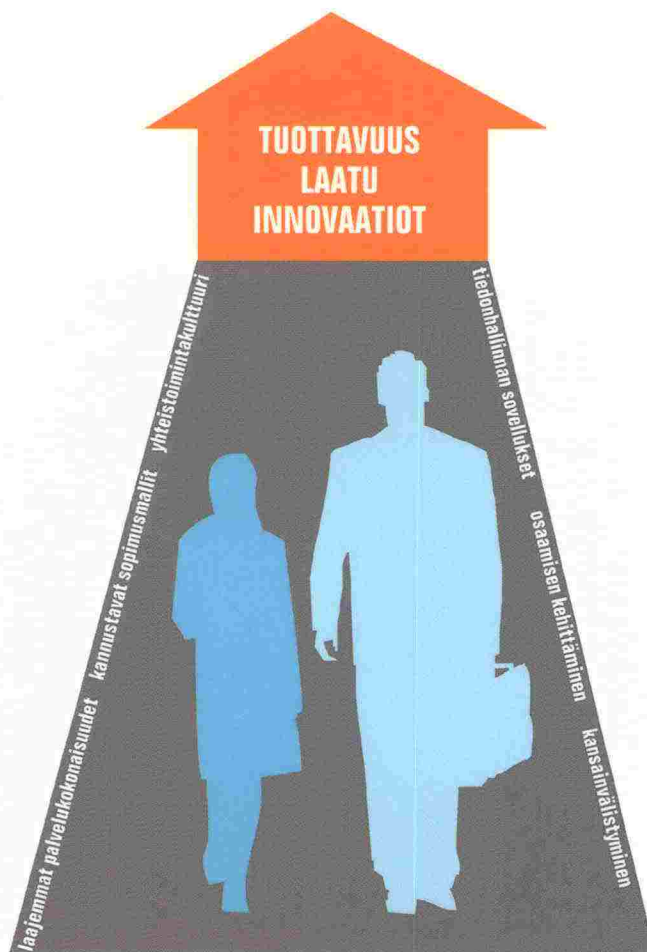 TUOTTAVUUS
LAATU
INNOVAATIOT
laajemmat palvelukokonaisuudet kannustavat sopimusmallit yhteistoimintakulttuuri
tiedonhallinnan sovellukset osaamisen kehittäminen kansainvälistyminen